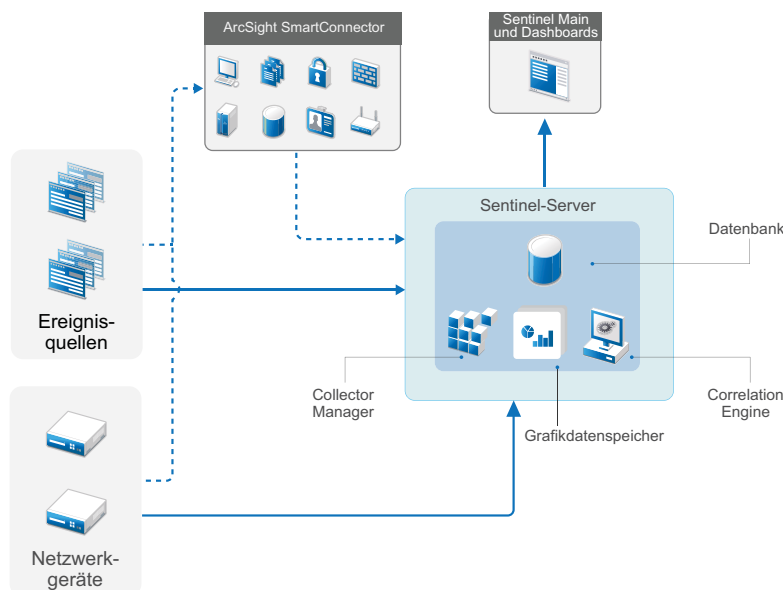 ArcSight SmartConnector
Sentinel Main
und Dashboards
Sentinel-Server
Datenbank
Ereignis-
quellen
Collector
Manager
Correlation
Engine
Grafikdatenspeicher
Netzwerk-
geräte